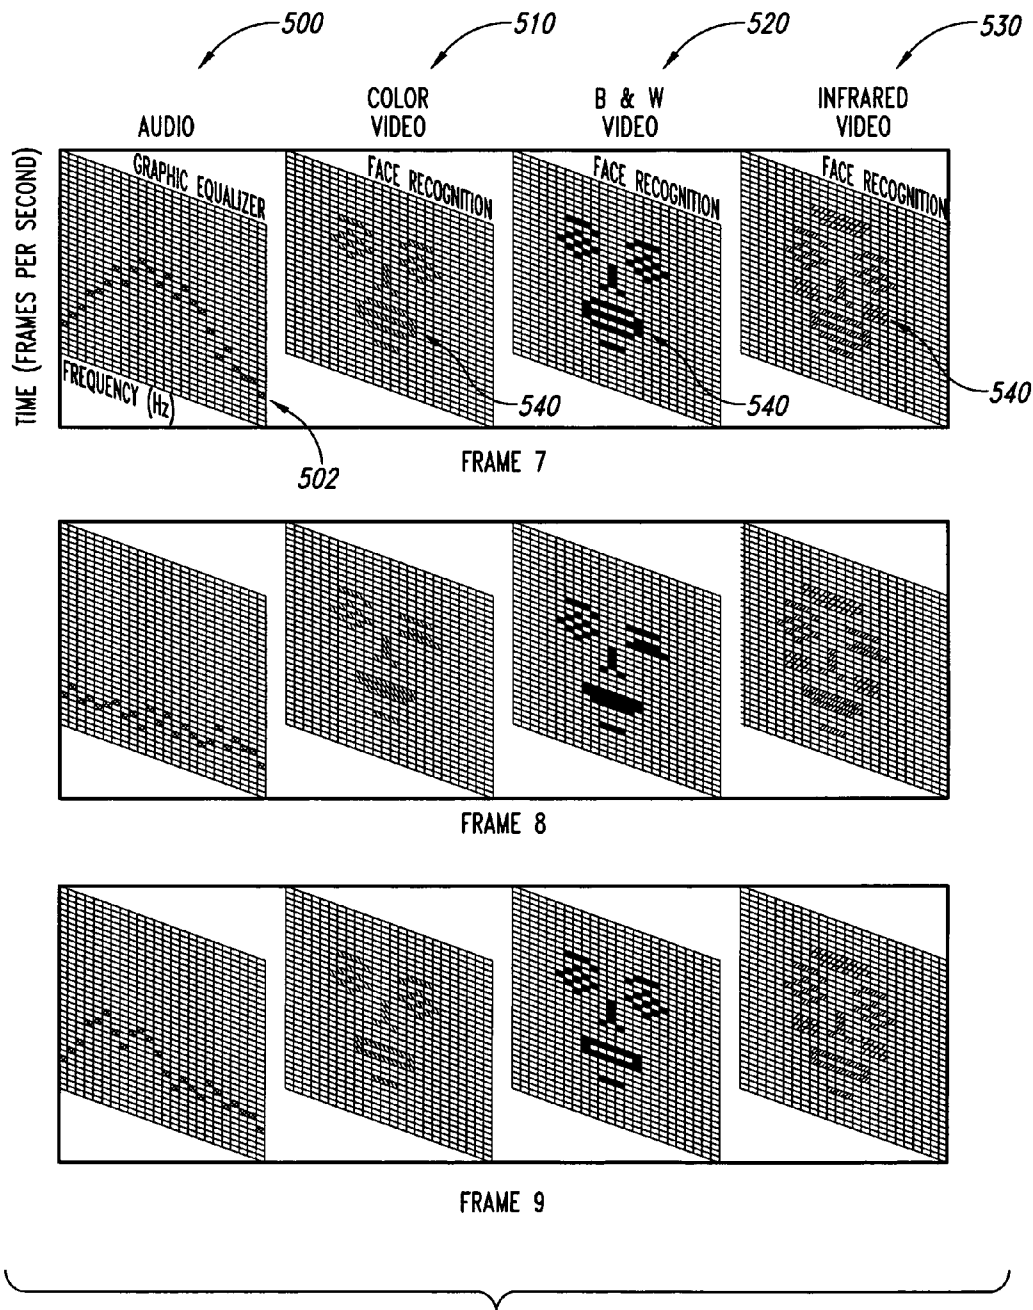 500
510
520
530
AUDIO
COLOR
VIDEO
B & W
VIDEO
INFRARED
VIDEO
TIME (FRAMES PER SECOND)
GRAPHIC EQUALIZER
FACE RECOGNITION
FACE RECOGNITION
FACE RECOGNITION
FREQUENCY (Hz)
540
540
540
502
FRAME 7
FRAME 8
FRAME 9